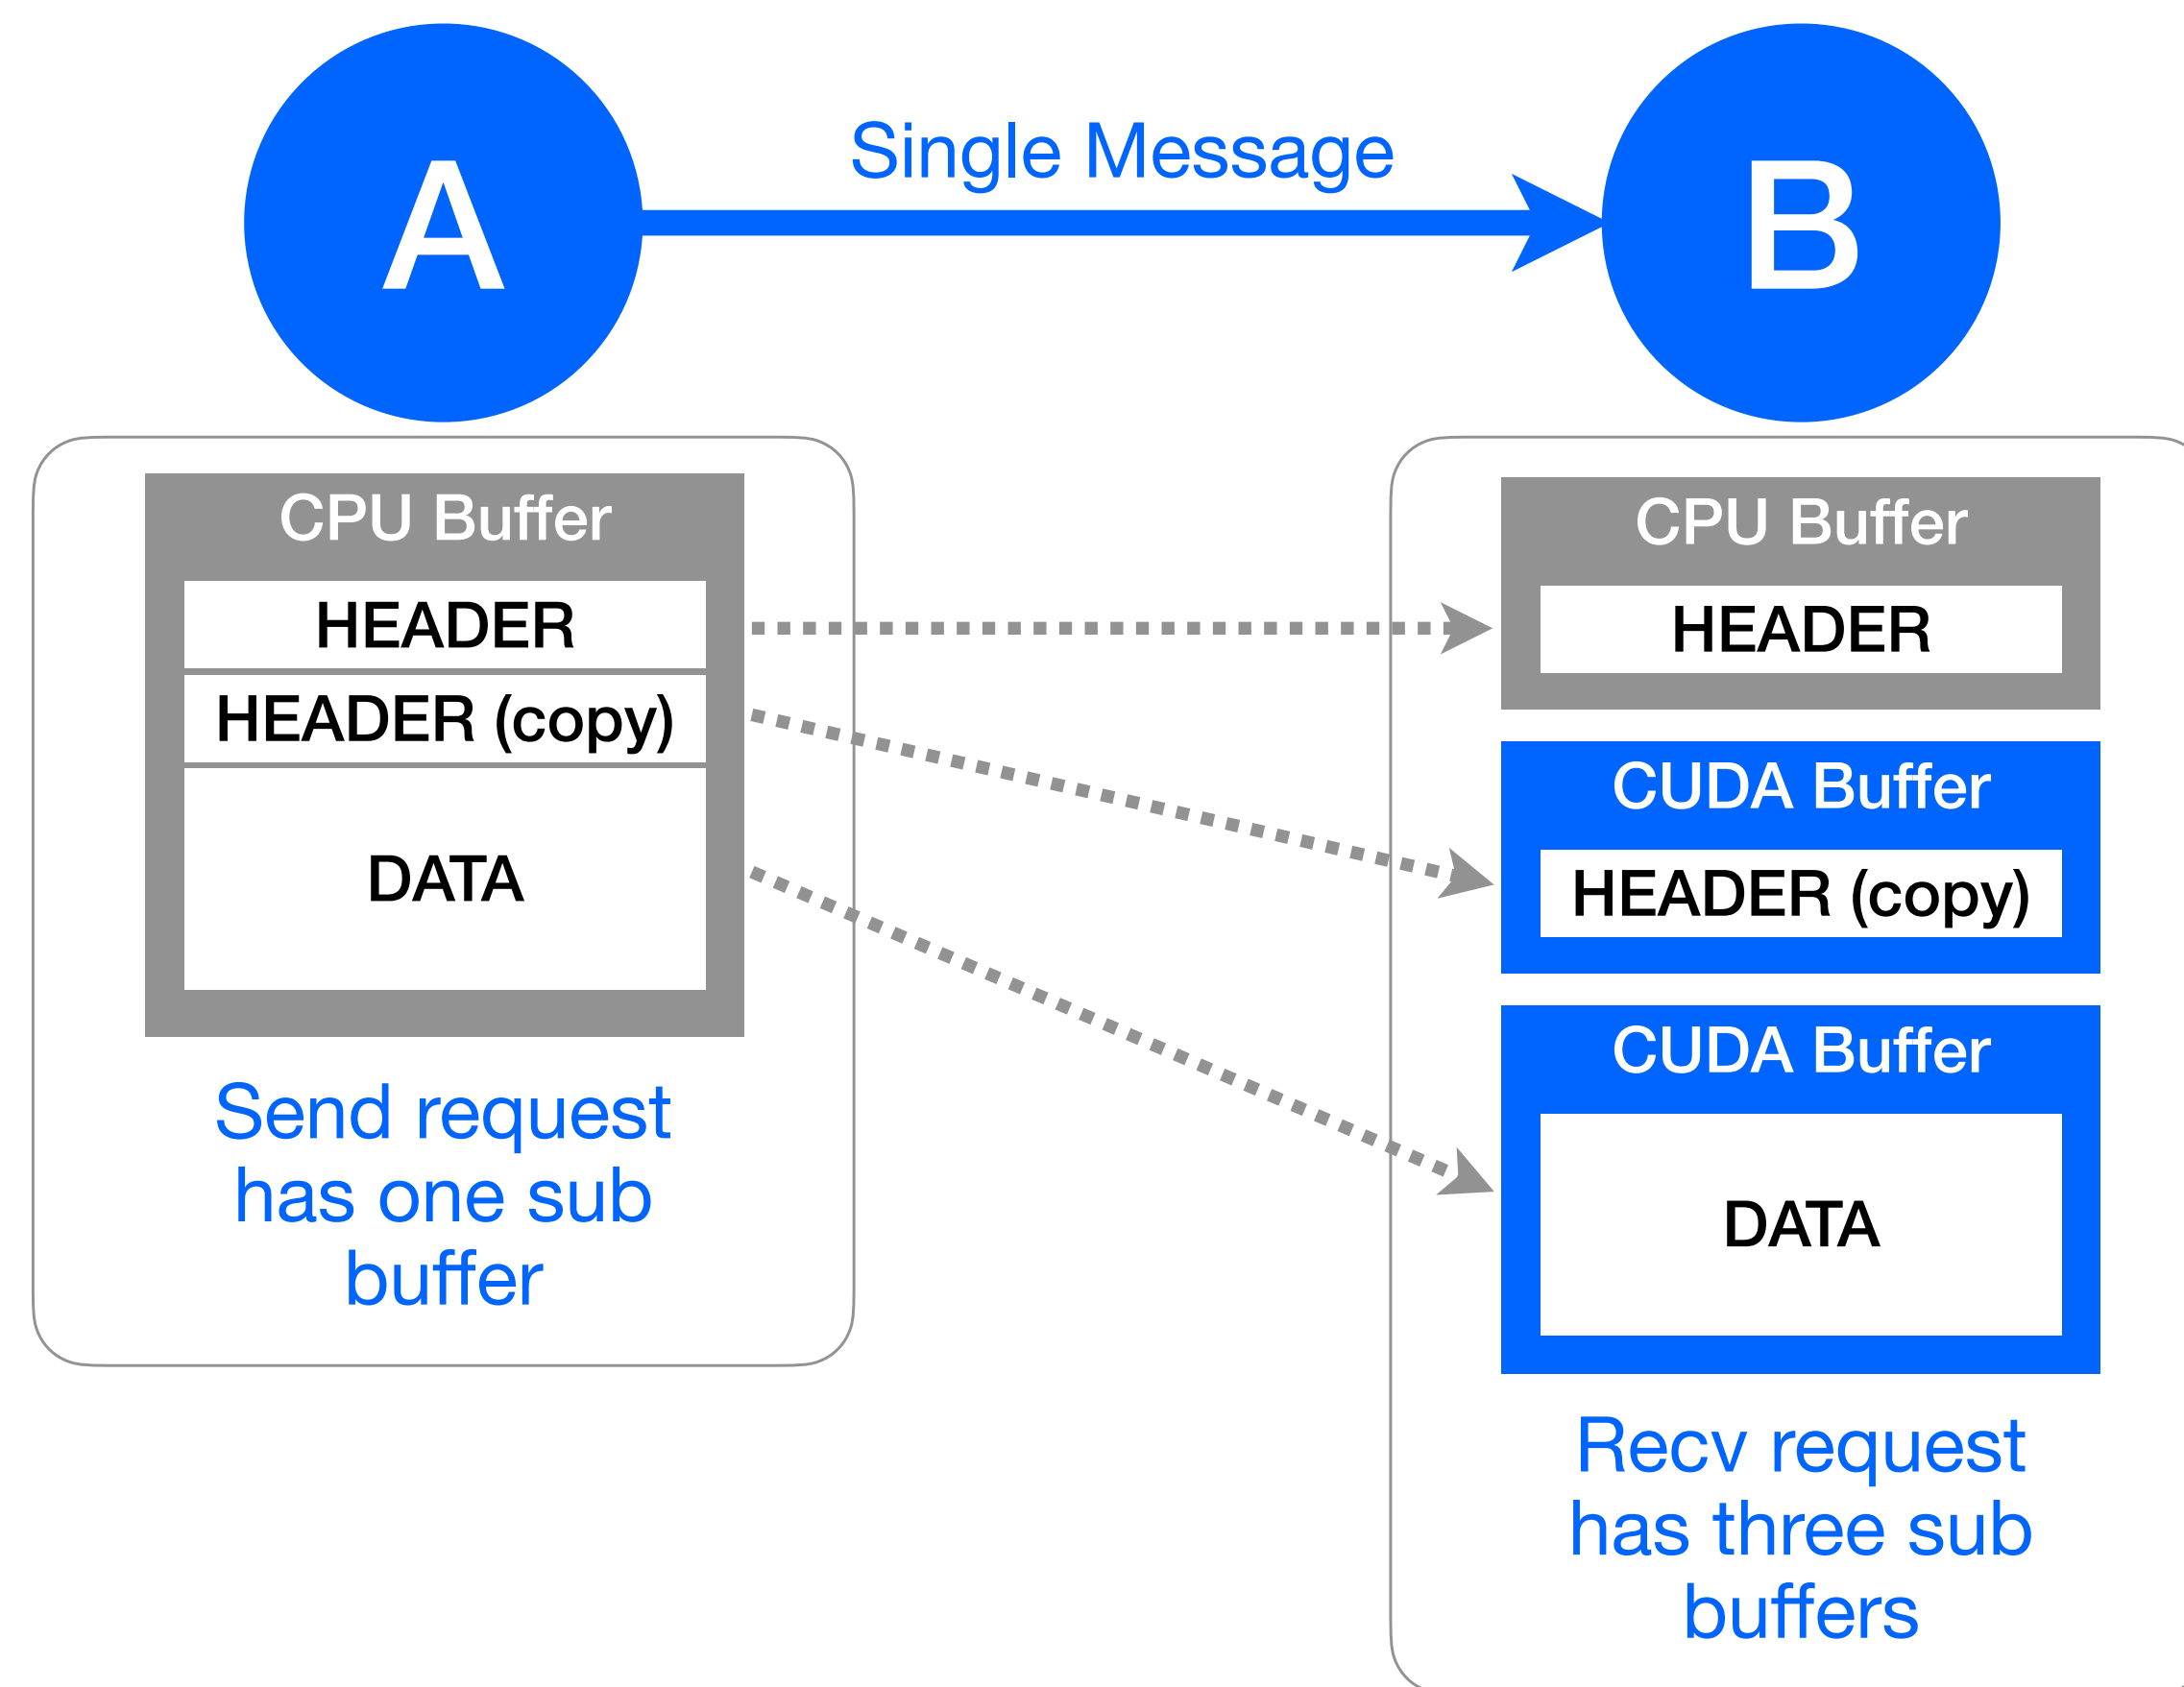 A
Single Message
B
CPU Buffer
HEADER
HEADER (copy)
DATA
Send request
has one sub
buffer
CPU Buffer
HEADER
CUDA Buffer
HEADER (copy)
CUDA Buffer
DATA
Recv request
has three sub
buffers